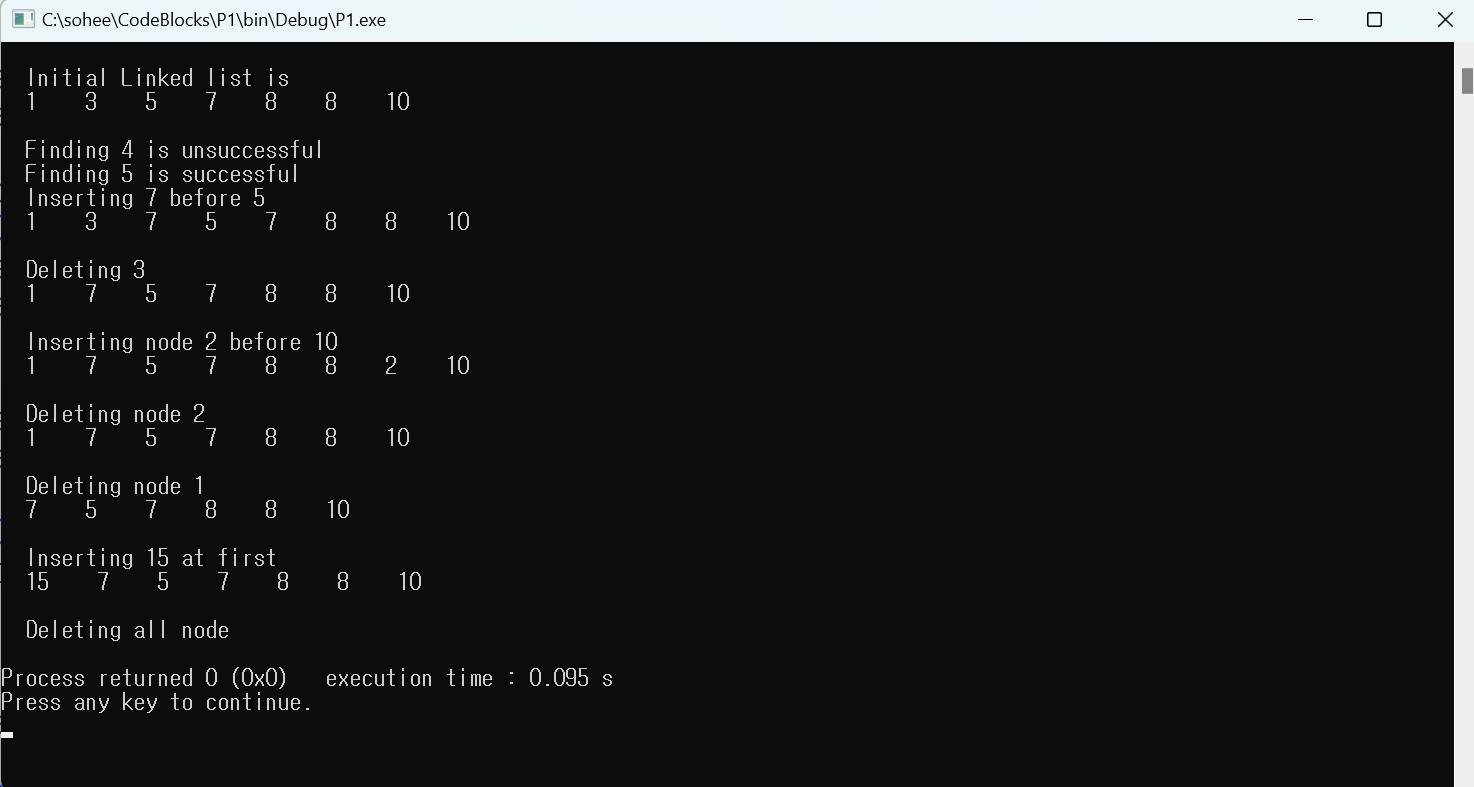 C:\sohee\CodeBlocks\P1\bin\Debug\P1.exe
Initial Linked list is
1 3 5 7 8 8 10
Finding 4 is unsuccessful
Finding 5 is successful
Inserting 7 before 5
1 3 7 5 7 8 8 10
Deleting 3
1 7 5 7 8 8 10
Inserting node 2 before 10
1 7 5 7 8 8 2 10
Deleting node 2
1 7 5 7 8 8 10
Deleting node 1
7 5 7 8 8 10
Inserting 15 at first
15 7 5 7 8 8 10
Deleting all node
Process returned 0 (0x0) execution time : 0.095 s
Press any key to continue.